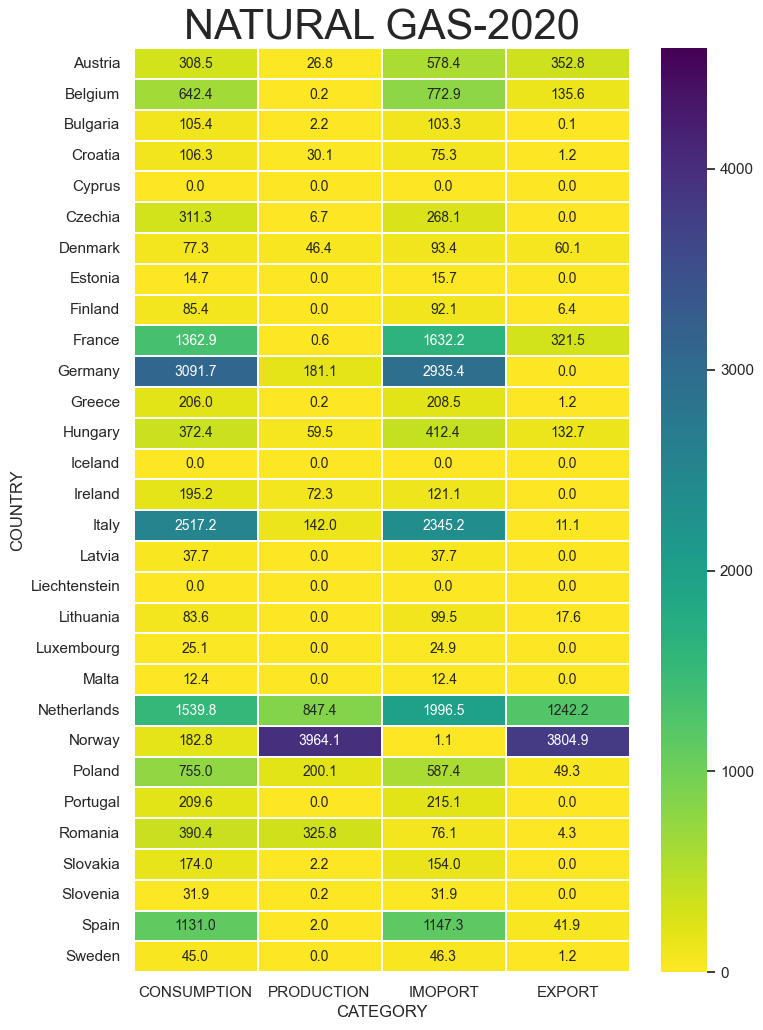 NATURAL GAS-2020
Austria 308.5 26.8 578.4 352.8
Belgium 642.4 0.2 772.9 135.6
Bulgaria 105.4 2.2 103.3 0.1
Croatia 106.3 30.1 75.3 1.2
Cyprus 0.0 0.0 0.0 0.0
Czechia 311.3 6.7 268.1 0.0
Denmark 77.3 46.4 93.4 60.1
Estonia 14.7 0.0 15.7 0.0
Finland 85.4 0.0 92.1 6.4
France 1362.9 0.6 1632.2 321.5
Germany 3091.7 181.1 2935.4 0.0
Greece 206.0 0.2 208.5 1.2
Hungary 372.4 59.5 412.4 132.7
Iceland 0.0 0.0 0.0 0.0
Ireland 195.2 72.3 121.1 0.0
Italy 2517.2 142.0 2345.2 11.1
Latvia 37.7 0.0 37.7 0.0
Liechtenstein 0.0 0.0 0.0 0.0
Lithuania 83.6 0.0 99.5 17.6
Luxembourg 25.1 0.0 24.9 0.0
Malta 12.4 0.0 12.4 0.0
Netherlands 1539.8 847.4 1996.5 1242.2
Norway 182.8 3964.1 1.1 3804.9
Poland 755.0 200.1 587.4 49.3
Portugal 209.6 0.0 215.1 0.0
Romania 390.4 325.8 76.1 4.3
Slovakia 174.0 2.2 154.0 0.0
Slovenia 31.9 0.2 31.9 0.0
Spain 1131.0 2.0 1147.3 41.9
Sweden 45.0 0.0 46.3 1.2
CONSUMPTION PRODUCTION IMOPORT EXPORT
CATEGORY
COUNTRY
4000
3000
2000
1000
0